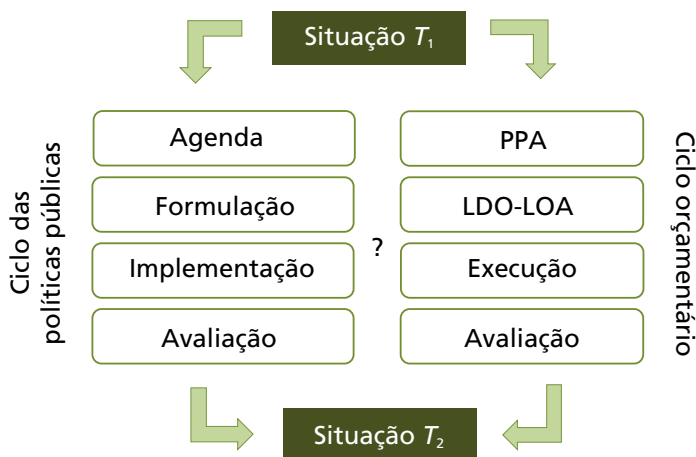 Situação T1
Ciclo das
políticas públicas
Agenda
Formulação
Implementação
Avaliação
?
PPA
LDO-LOA
Execução
Avaliação
Ciclo orçamentário
Situação T2